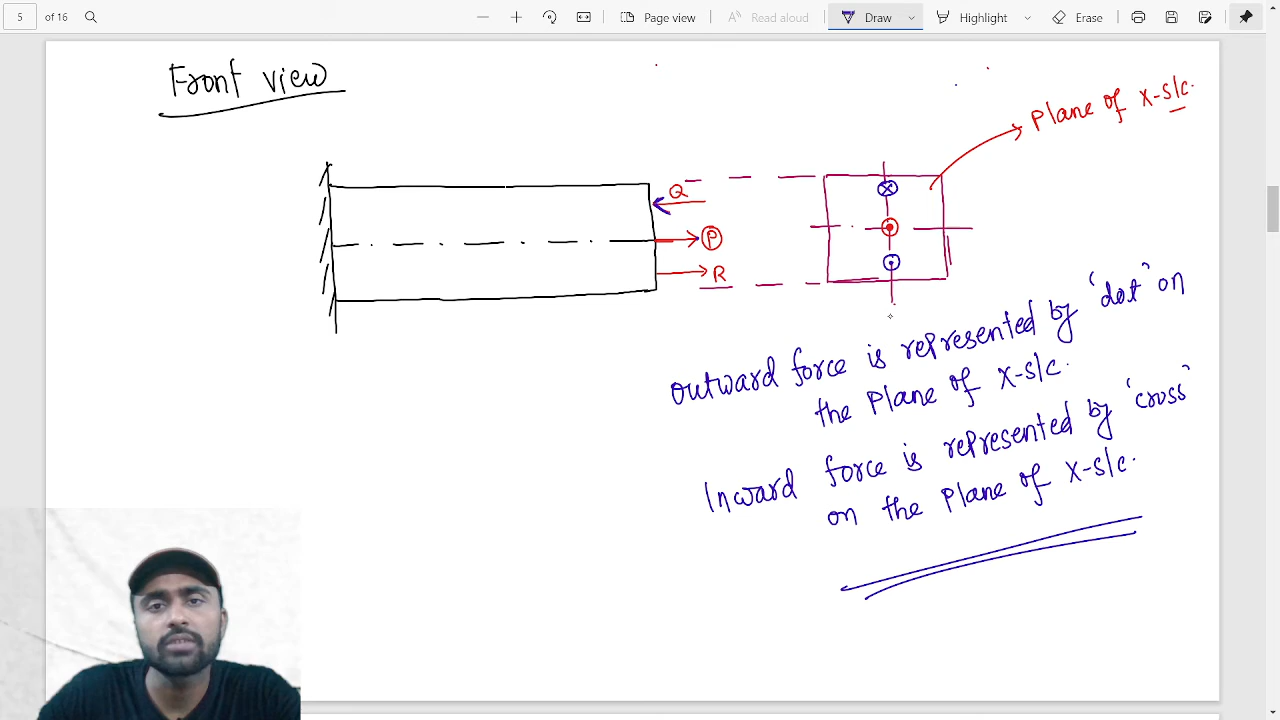 5 of 16 Page view Read aloud Draw Highlight Erase
Front view
Plane of X-s/c.
Q
P
R
outward force is represented by 'dot' on
the Plane of X-s/c.
Inward force is represented by 'cross'
on the Plane of X-s/c.